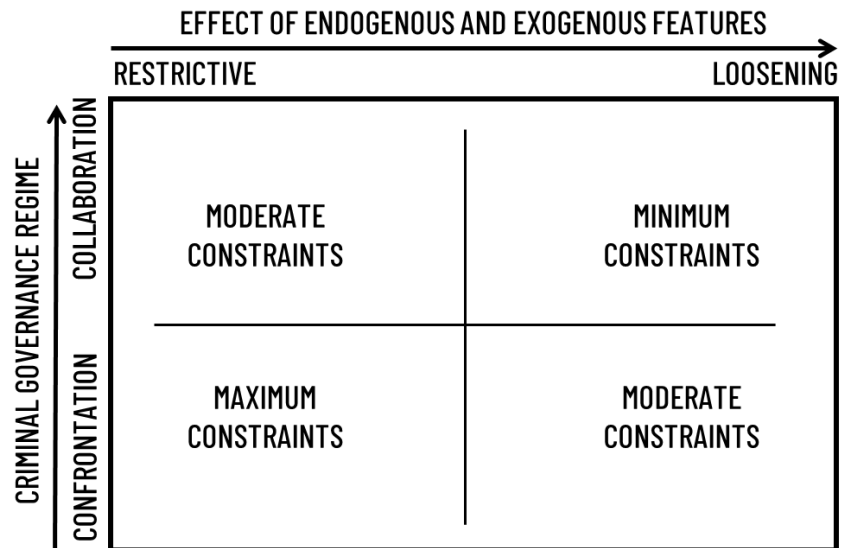 EFFECT OF ENDOGENOUS AND EXOGENOUS FEATURES
RESTRICTIVE
LOOSENING
CRIMINAL GOVERNANCE REGIME
COLLABORATION
CONFRONTATION
MODERATE
CONSTRAINTS
MINIMUM
CONSTRAINTS
MAXIMUM
CONSTRAINTS
MODERATE
CONSTRAINTS